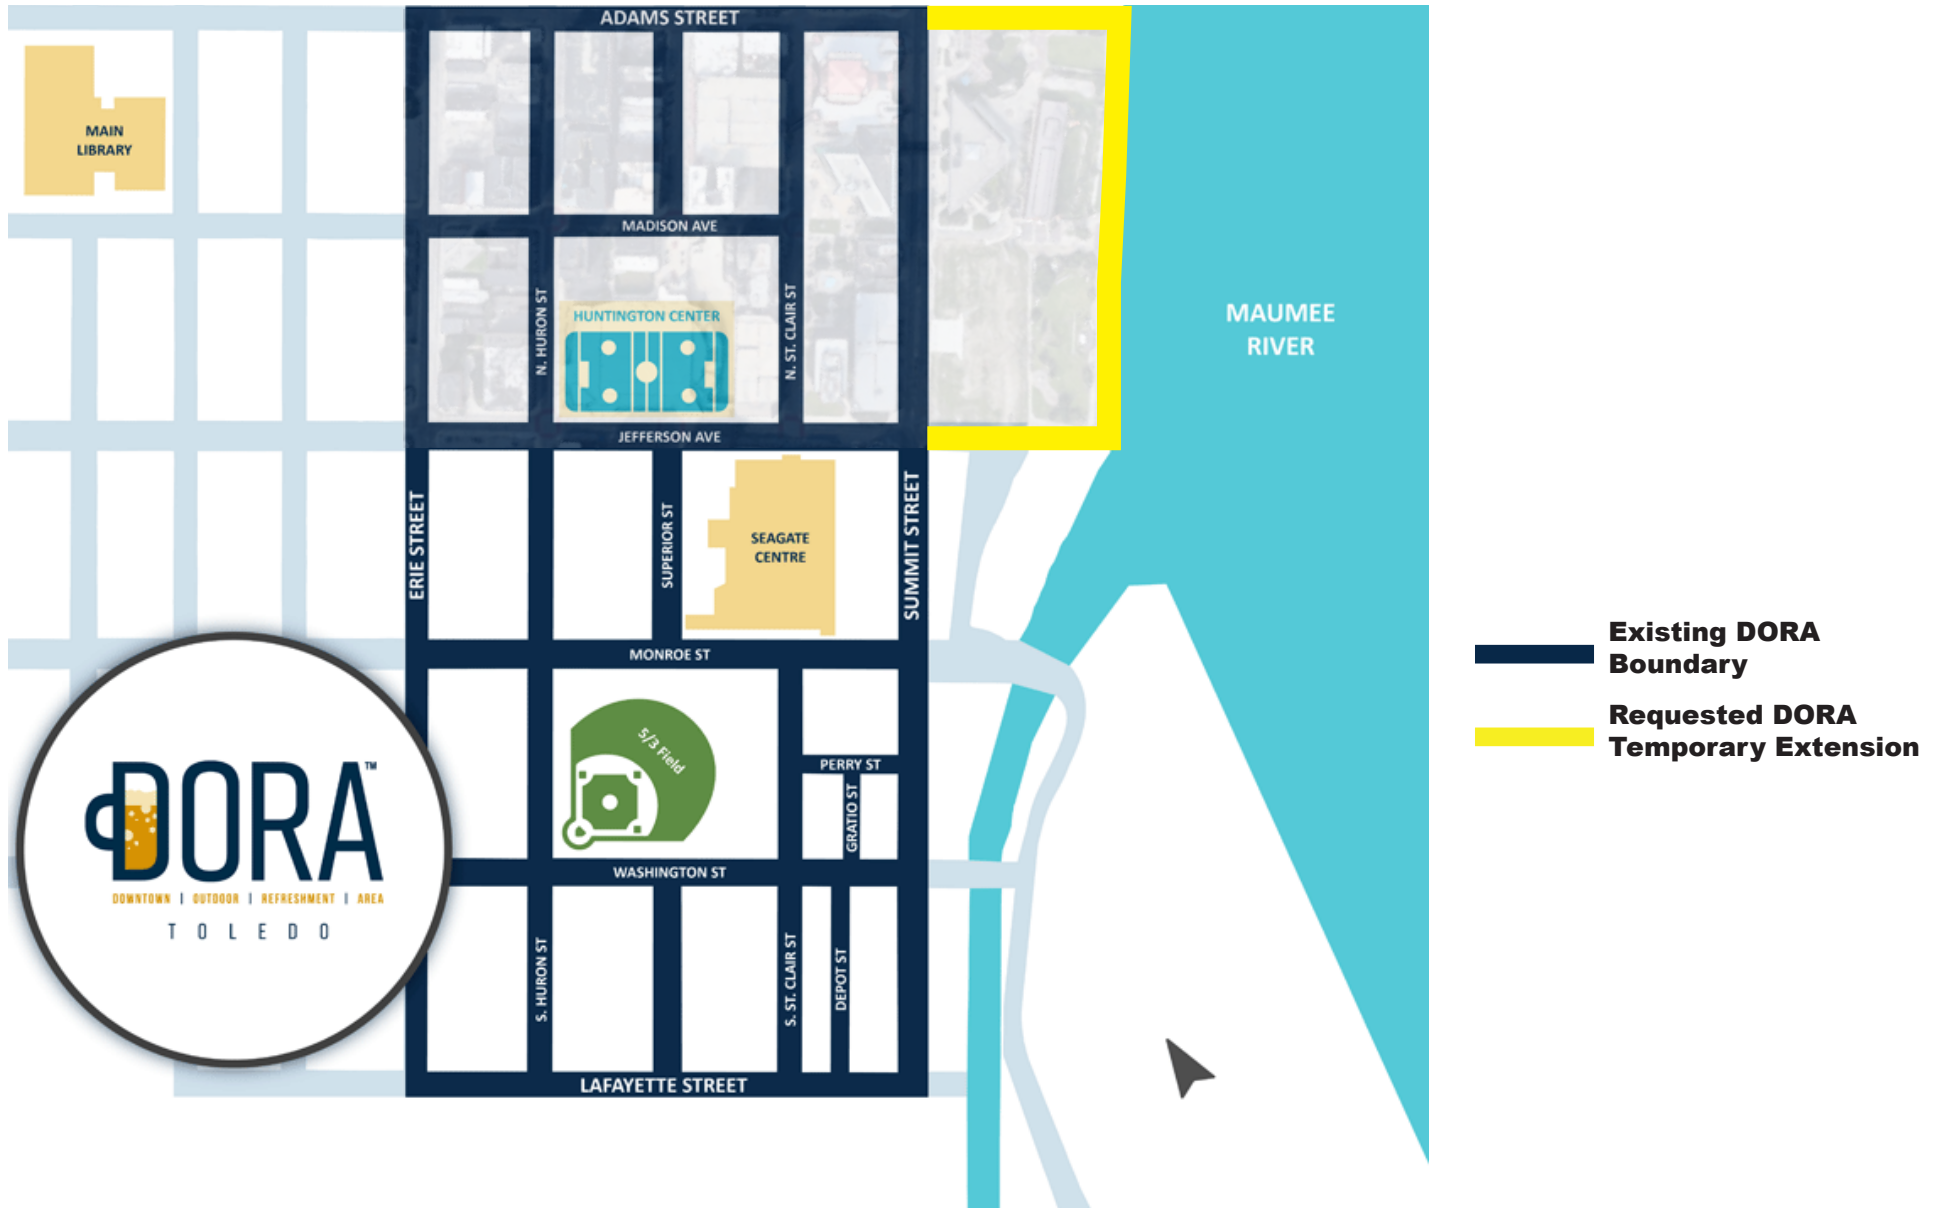 ADAMS STREET
MAIN
LIBRARY
MADISON AVE
N. HURON ST
HUNTINGTON CENTER
N. ST. CLAIR ST
MAUMEE
RIVER
JEFFERSON AVE
ERIE STREET
SUPERIOR ST
SEAGATE
CENTRE
SUMMIT STREET
MONROE ST
Existing DORA
Boundary
Requested DORA
Temporary Extension
5/3 Field
PERRY ST
GRATIO ST
DORA™
DOWNTOWN | OUTDOOR | REFRESHMENT | AREA
TOLEDO
WASHINGTON ST
S. HURON ST
S. ST. CLAIR ST
DEPOT ST
LAFAYETTE STREET